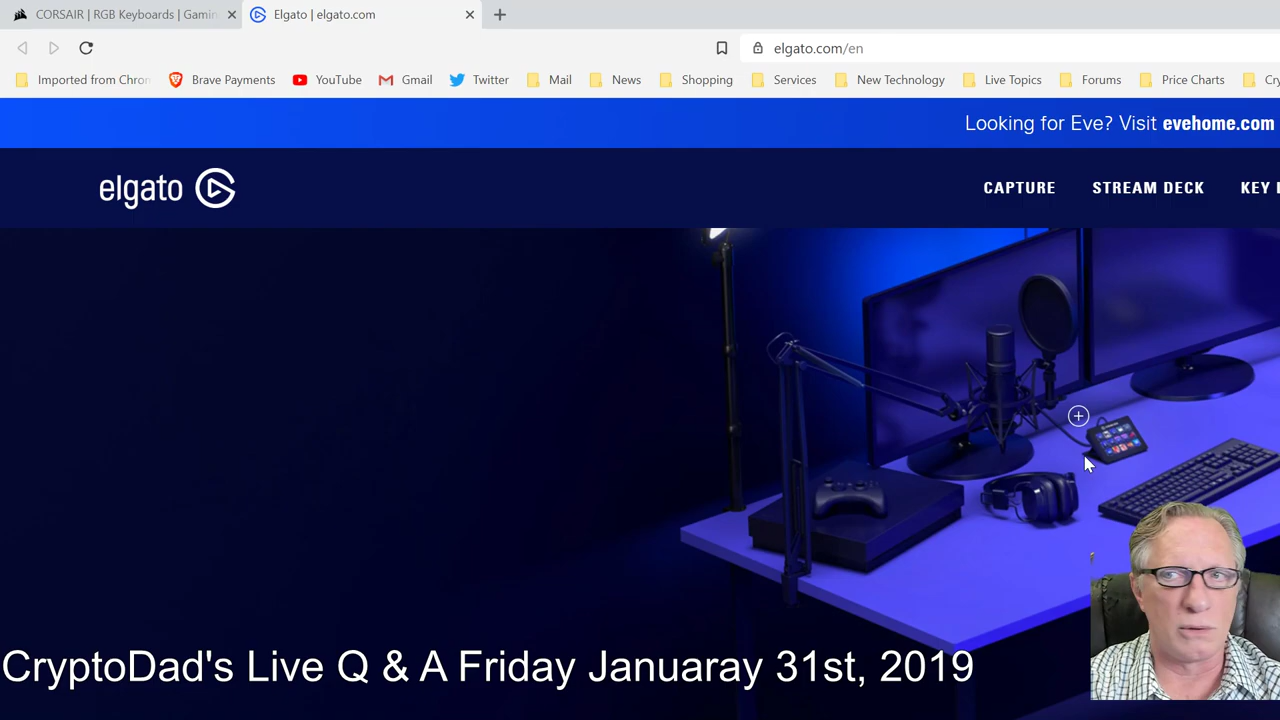 CORSAIR | RGB Keyboards | Gamin
Elgato | elgato.com
elgato.com/en
Imported from Chron
Brave Payments
YouTube
Gmail
Twitter
Mail
News
Shopping
Services
New Technology
Live Topics
Forums
Price Charts
Cry
Looking for Eve? Visit evehome.com
elgato
CAPTURE
STREAM DECK
KEY
CryptoDad's Live Q & A Friday Januaray 31st, 2019